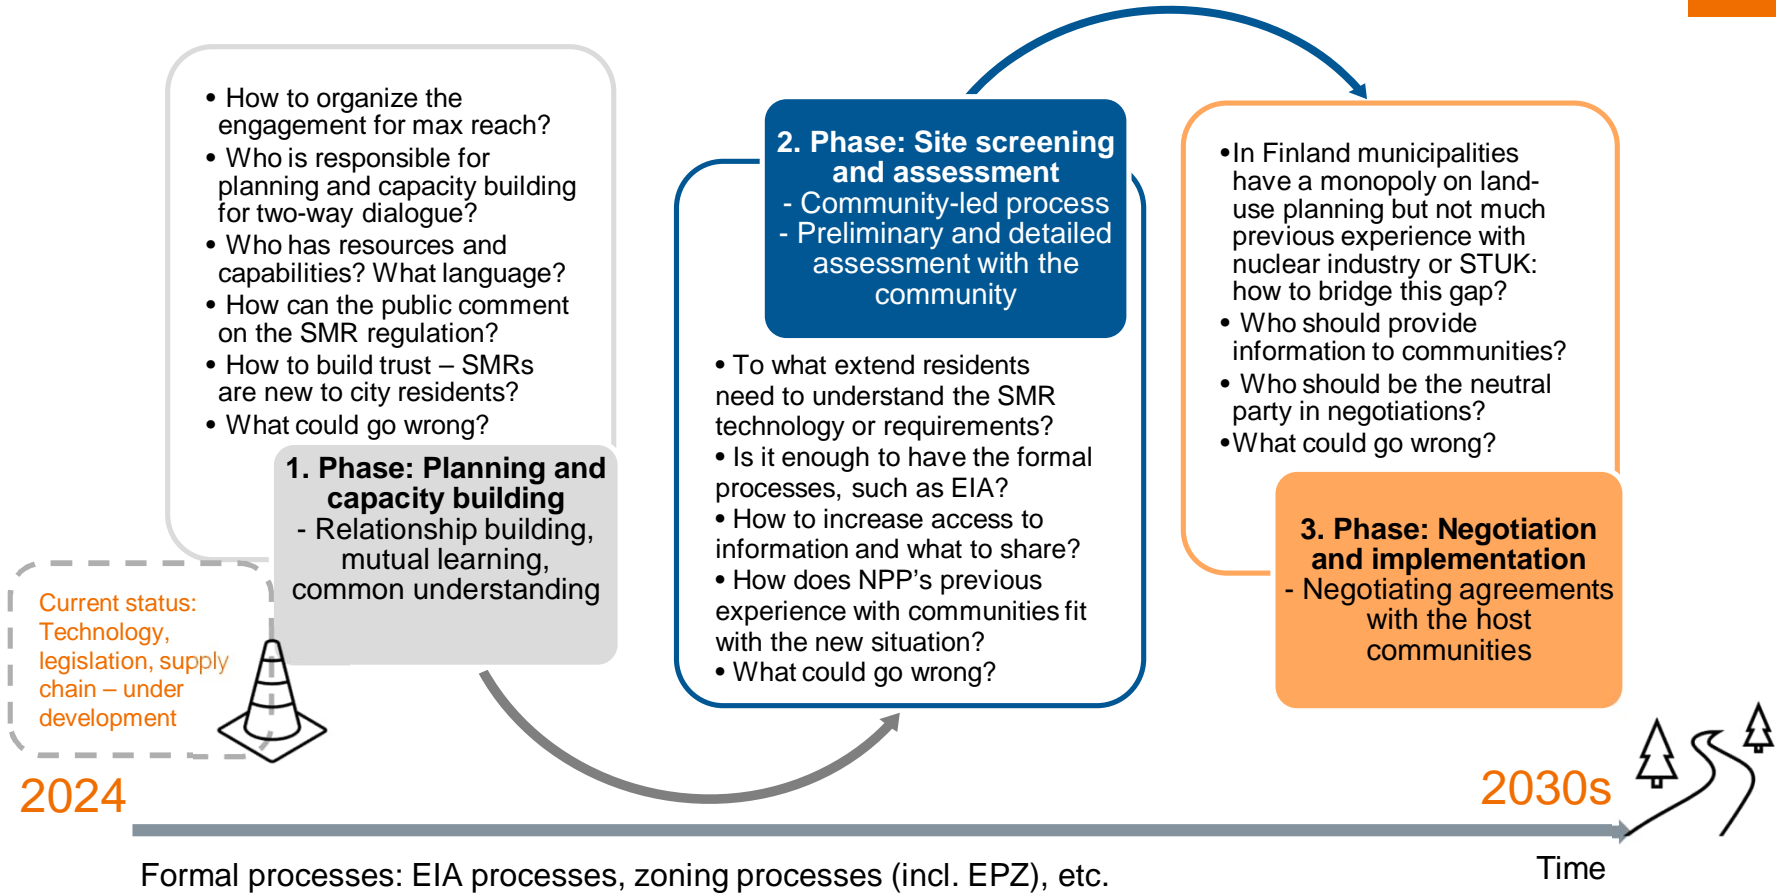 • How to organize the
engagement for max reach?
• Who is responsible for
planning and capacity building
for two-way dialogue?
• Who has resources and
capabilities? What language?
• How can the public comment
on the SMR regulation?
• How to build trust – SMRs
are new to city residents?
• What could go wrong?
1. Phase: Planning and
capacity building
- Relationship building,
mutual learning,
common understanding
Current status:
Technology,
legislation, supply
chain – under
development
2. Phase: Site screening
and assessment
- Community-led process
- Preliminary and detailed
assessment with the
community
• To what extend residents
need to understand the SMR
technology or requirements?
• Is it enough to have the formal
processes, such as EIA?
• How to increase access to
information and what to share?
• How does NPP’s previous
experience with communities fit
with the new situation?
• What could go wrong?
•In Finland municipalities
have a monopoly on land-
use planning but not much
previous experience with
nuclear industry or STUK:
how to bridge this gap?
• Who should provide
information to communities?
• Who should be the neutral
party in negotiations?
•What could go wrong?
3. Phase: Negotiation
and implementation
- Negotiating agreements
with the host
communities
2024
2030s
Formal processes: EIA processes, zoning processes (incl. EPZ), etc.
Time